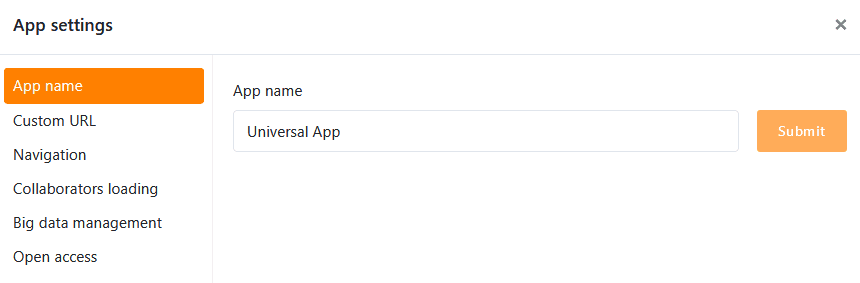 App settings
×
App name
Custom URL
Navigation
Collaborators loading
Big data management
Open access
App name
Universal App
Submit